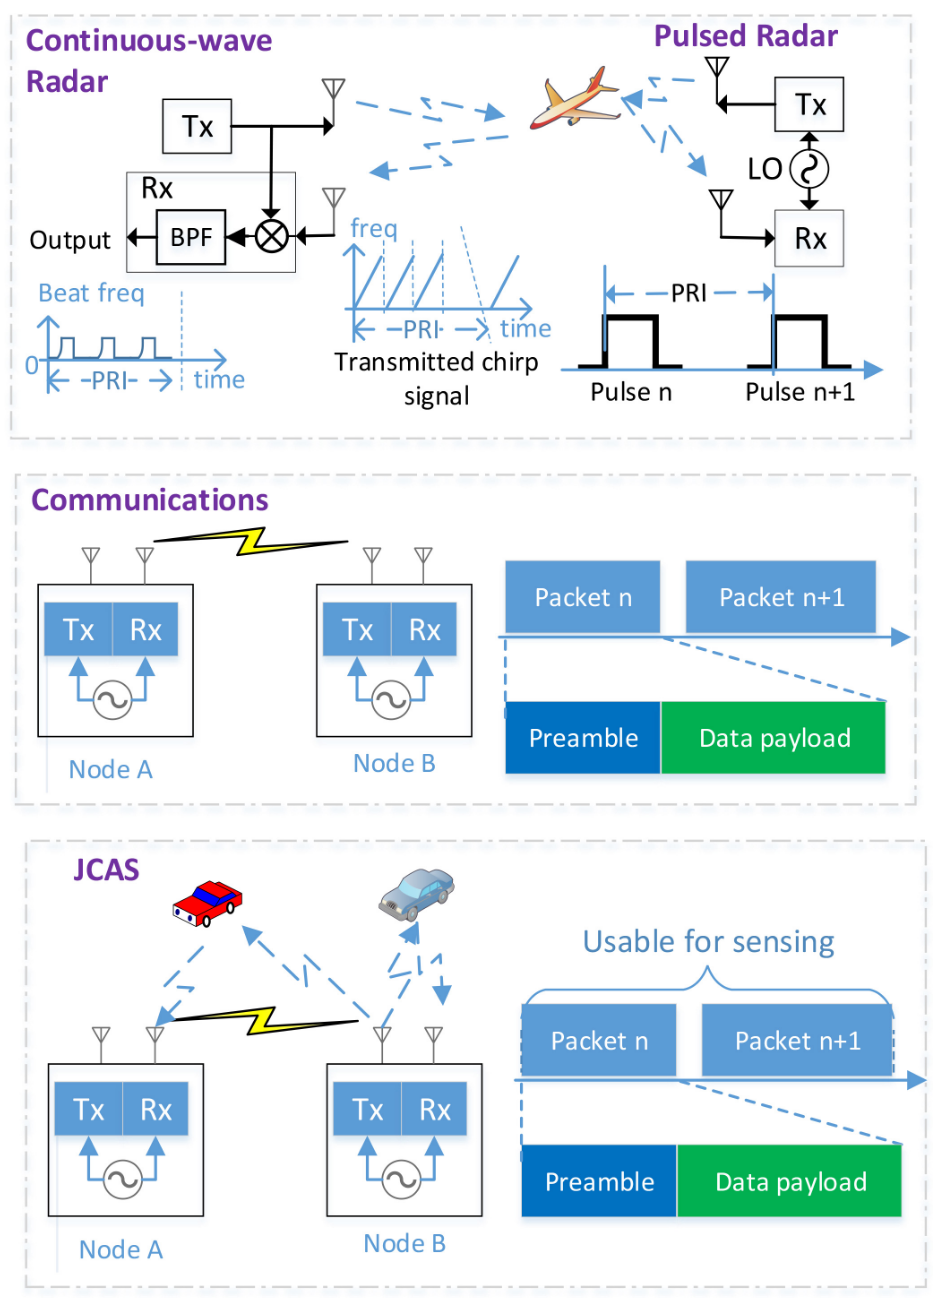 Continuous-wave
Radar
Pulsed Radar
Tx
Tx
LO
Rx
BPF
Output
Rx
freq
PRI
time
Transmitted chirp
signal
Beat freq
0
PRI
time
PRI
Pulse n
Pulse n+1
Communications
Tx
Rx
Node A
Tx
Rx
Node B
Packet n
Packet n+1
Preamble
Data payload
JCAS
Tx
Rx
Node A
Tx
Rx
Node B
Usable for sensing
Packet n
Packet n+1
Preamble
Data payload